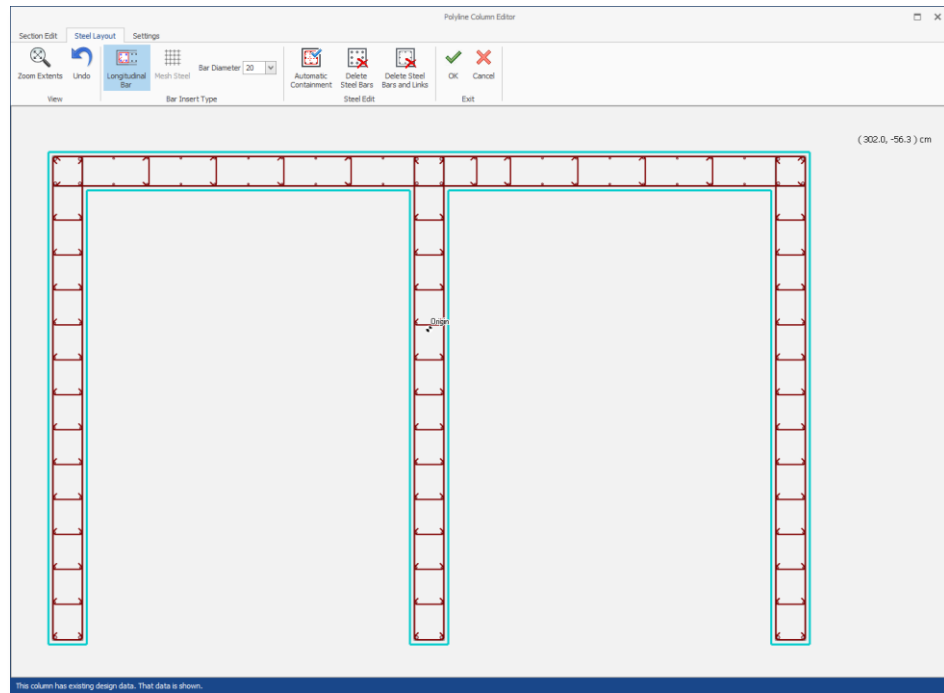 Polyline Column Editor
Section Edit Steel Layout Settings
Zoom Extents Undo Longitudinal Bar Mesh Steel Bar Diameter 20 Automatic Containment Delete Steel Bars Delete Steel Bars and Links OK Cancel
View Bar Insert Type Steel Edit Exit
( 302.0, -56.3 ) cm
Origin
This column has existing design data. That data is shown.